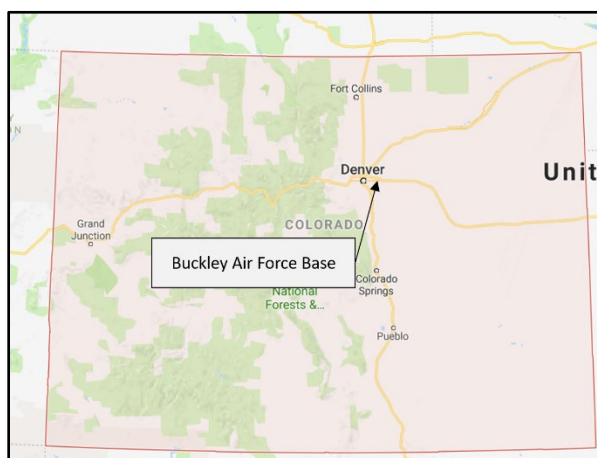 Fort Collins
Denver
Unit
COLORADO
Grand
Junction
Buckley Air Force Base
Colorado
Springs
National
Forests &...
Pueblo